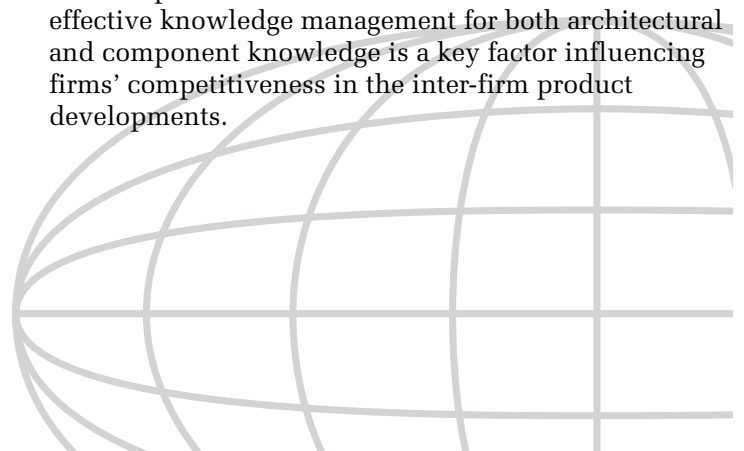 effective knowledge management for both architectural
and component knowledge is a key factor influencing
firms’ competitiveness in the inter-firm product
developments.